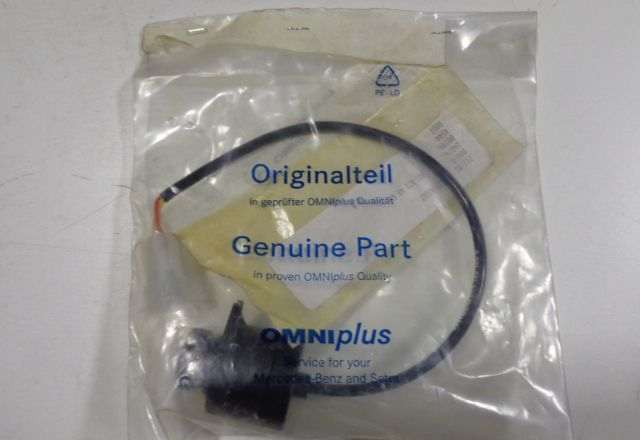 PE-LD
Originalteil
in geprüfter OMNIplus Qualität
Genuine Part
in proven OMNIplus Quality
OMNIplus
Service for your
Mercedes-Benz and Setra